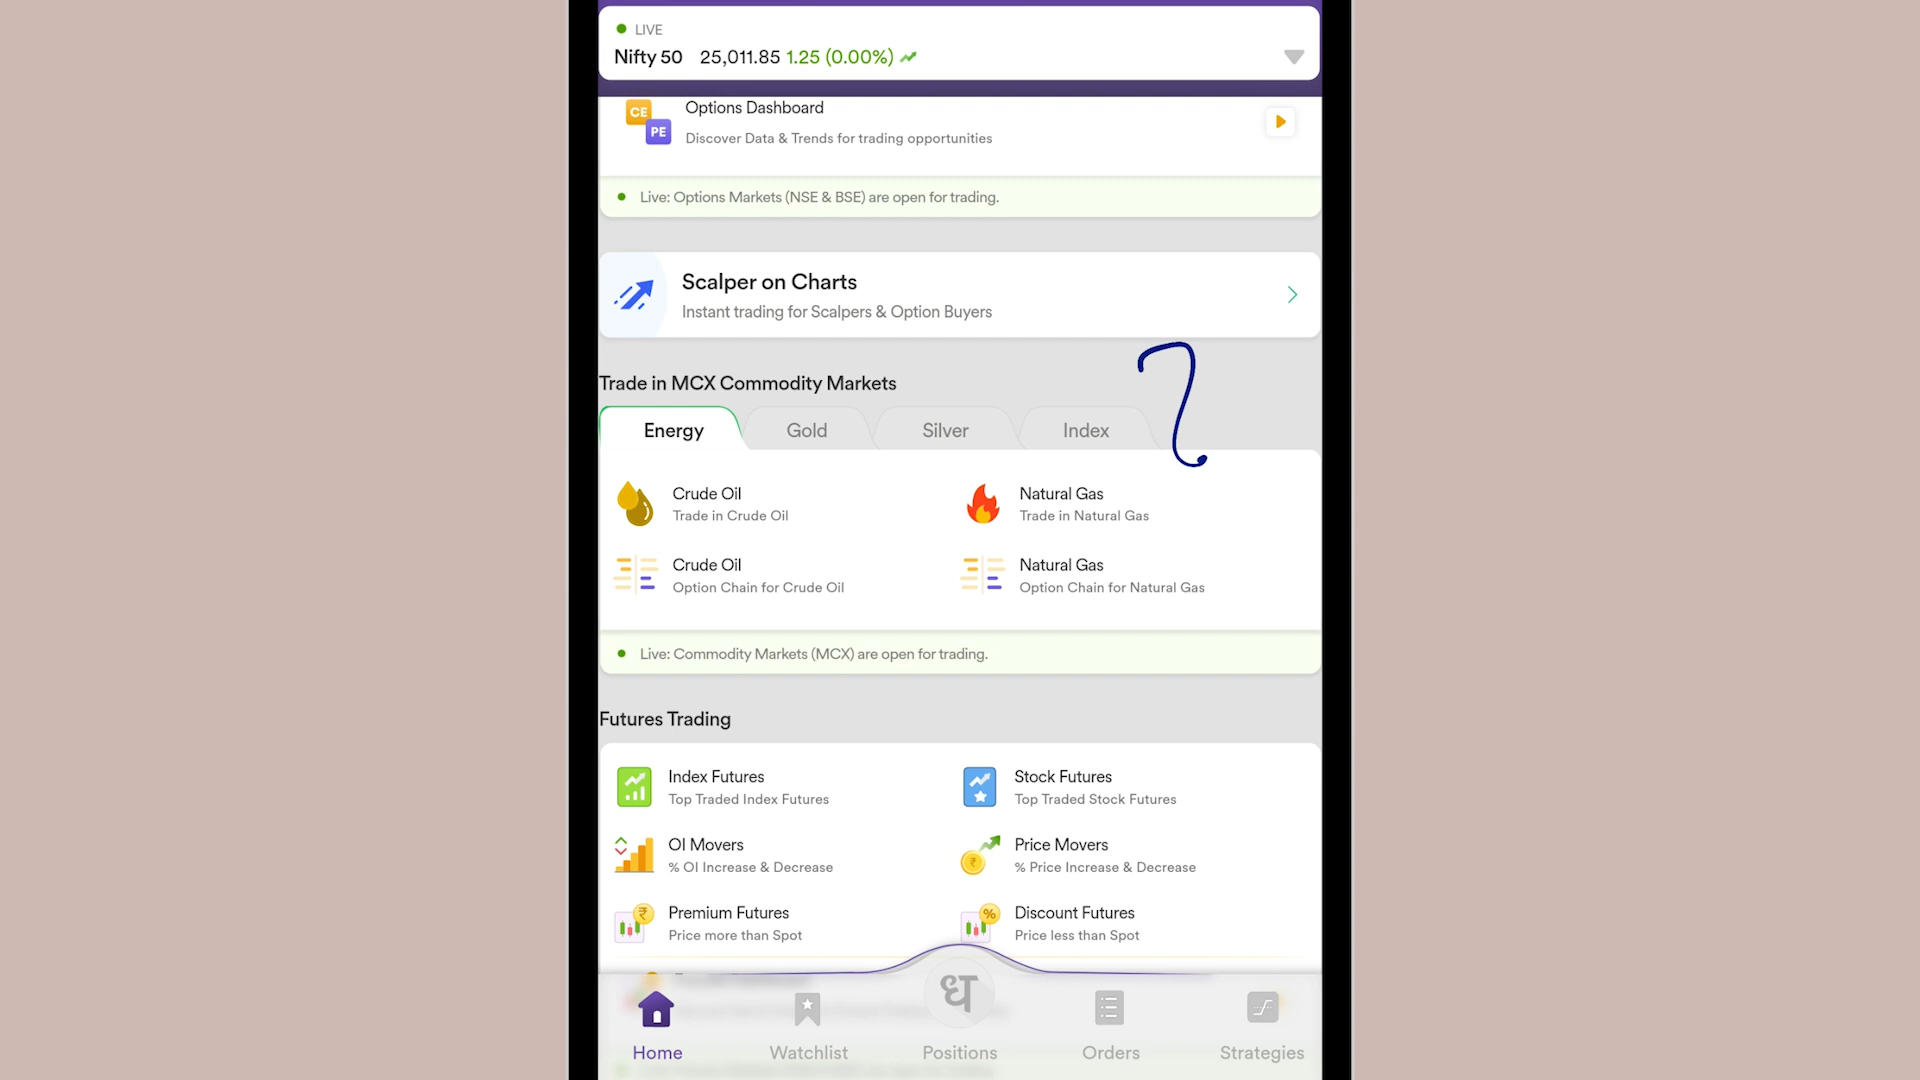 LIVE
Nifty 50 25,011.85 1.25 (0.00%)
CE
PE
Options Dashboard
Discover Data & Trends for trading opportunities
Live: Options Markets (NSE & BSE) are open for trading.
Scalper on Charts
Instant trading for Scalpers & Option Buyers
Trade in MCX Commodity Markets
Energy Gold Silver Index
Crude Oil
Trade in Crude Oil
Natural Gas
Trade in Natural Gas
Crude Oil
Option Chain for Crude Oil
Natural Gas
Option Chain for Natural Gas
Live: Commodity Markets (MCX) are open for trading.
Futures Trading
Index Futures
Top Traded Index Futures
Stock Futures
Top Traded Stock Futures
OI Movers
% OI Increase & Decrease
Price Movers
% Price Increase & Decrease
Premium Futures
Price more than Spot
Discount Futures
Price less than Spot
ध
Home Watchlist Positions Orders Strategies